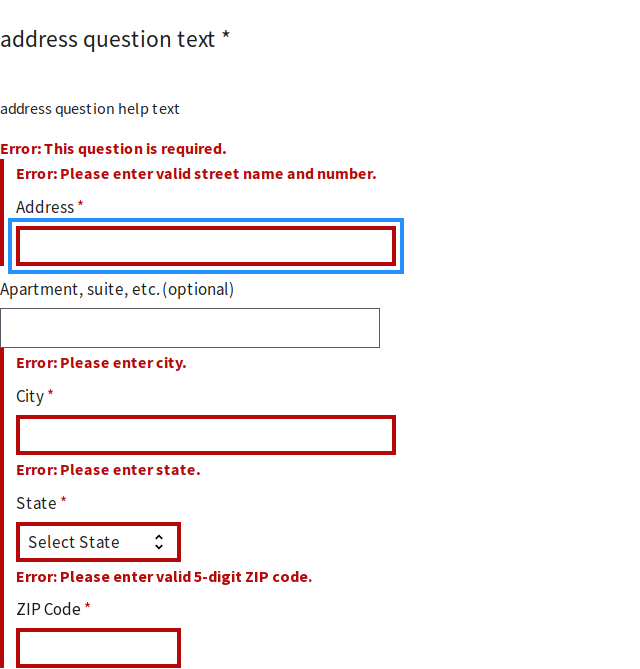 address question text *
address question help text
Error: This question is required.
Error: Please enter valid street name and number.
Address *
Apartment, suite, etc. (optional)
Error: Please enter city.
City *
Error: Please enter state.
State *
Select State
Error: Please enter valid 5-digit ZIP code.
ZIP Code *